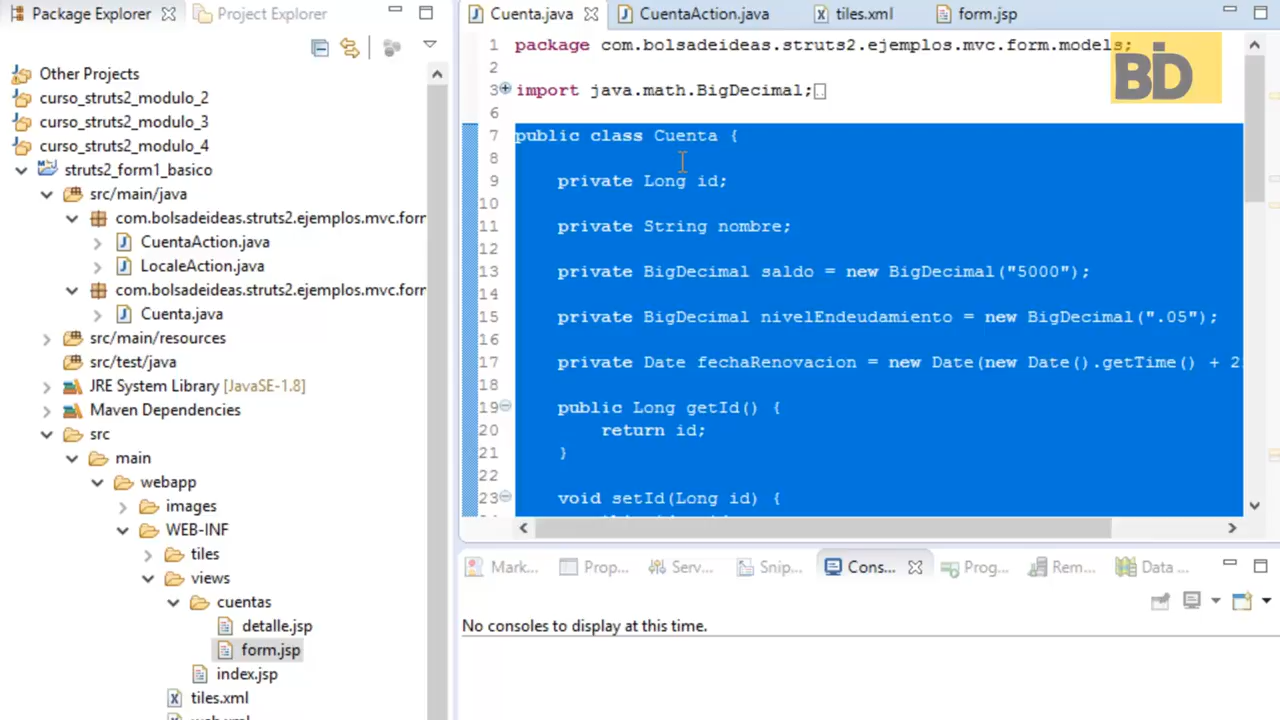 Package Explorer
Project Explorer
Other Projects
curso_struts2_modulo_2
curso_struts2_modulo_3
curso_struts2_modulo_4
struts2_form1_basico
src/main/java
com.bolsadeideas.struts2.ejemplos.mvc.form
CuentaAction.java
LocaleAction.java
com.bolsadeideas.struts2.ejemplos.mvc.form
Cuenta.java
src/main/resources
src/test/java
JRE System Library [JavaSE-1.8]
Maven Dependencies
src
main
webapp
images
WEB-INF
tiles
views
cuentas
detalle.jsp
form.jsp
index.jsp
tiles.xml
Cuenta.java
CuentaAction.java
tiles.xml
form.jsp
BD
1 package com.bolsadeideas.struts2.ejemplos.mvc.form.models;
2
3 import java.math.BigDecimal;
6
7 public class Cuenta {
8
9 private Long id;
10
11 private String nombre;
12
13 private BigDecimal saldo = new BigDecimal("5000");
14
15 private BigDecimal nivelEndeudamiento = new BigDecimal(".05");
16
17 private Date fechaRenovacion = new Date(new Date().getTime() + 2
18
19 public Long getId() {
20 return id;
21 }
22
23 void setId(Long id) {
Mark...
Prop...
Serv...
Snip...
Cons...
Prog...
Rem...
Data ...
No consoles to display at this time.